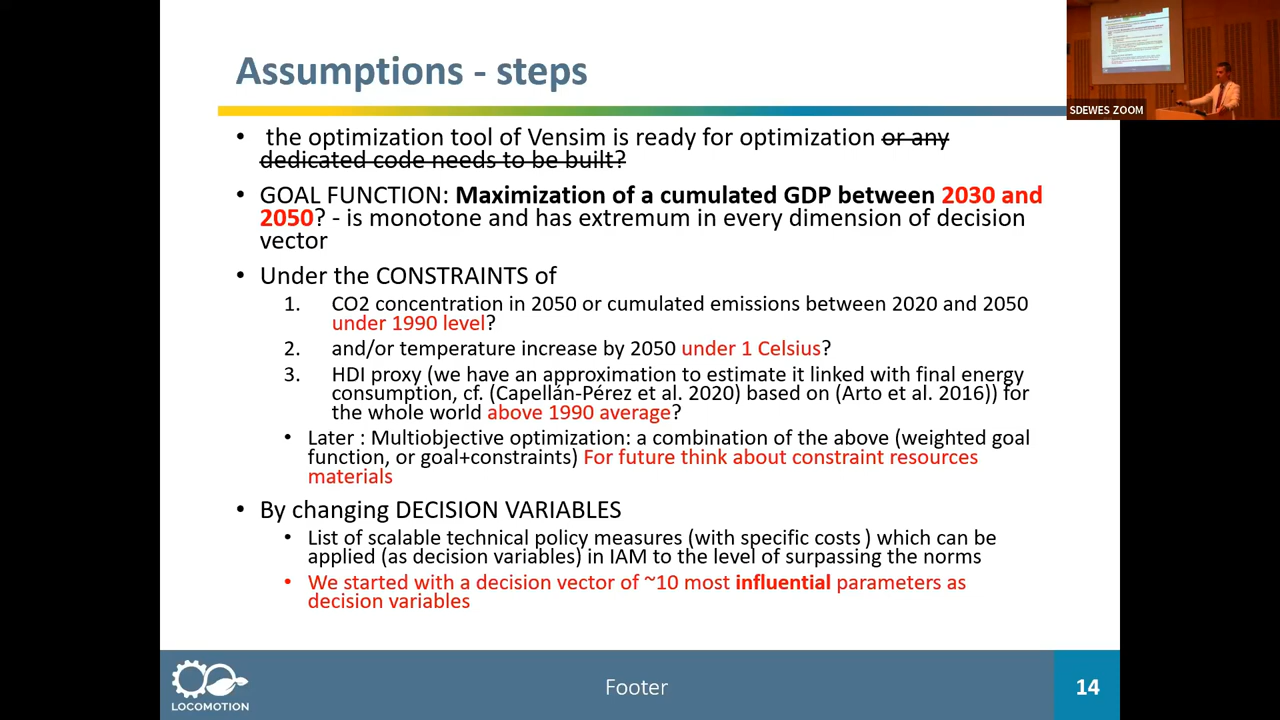 Assumptions - steps
SDEWES ZOOM
• the optimization tool of Vensim is ready for optimization or any
dedicated code needs to be built?
• GOAL FUNCTION: Maximization of a cumulated GDP between 2030 and
2050? - is monotone and has extremum in every dimension of decision
vector
• Under the CONSTRAINTS of
1. CO2 concentration in 2050 or cumulated emissions between 2020 and 2050
under 1990 level?
2. and/or temperature increase by 2050 under 1 Celsius?
3. HDI proxy (we have an approximation to estimate it linked with final energy
consumption, cf. (Capellán-Pérez et al. 2020) based on (Arto et al. 2016)) for
the whole world above 1990 average?
• Later : Multiobjective optimization: a combination of the above (weighted goal
function, or goal+constraints) For future think about constraint resources
materials
• By changing DECISION VARIABLES
• List of scalable technical policy measures (with specific costs ) which can be
applied (as decision variables) in IAM to the level of surpassing the norms
• We started with a decision vector of ~10 most influential parameters as
decision variables
LOCOMOTION
Footer
14